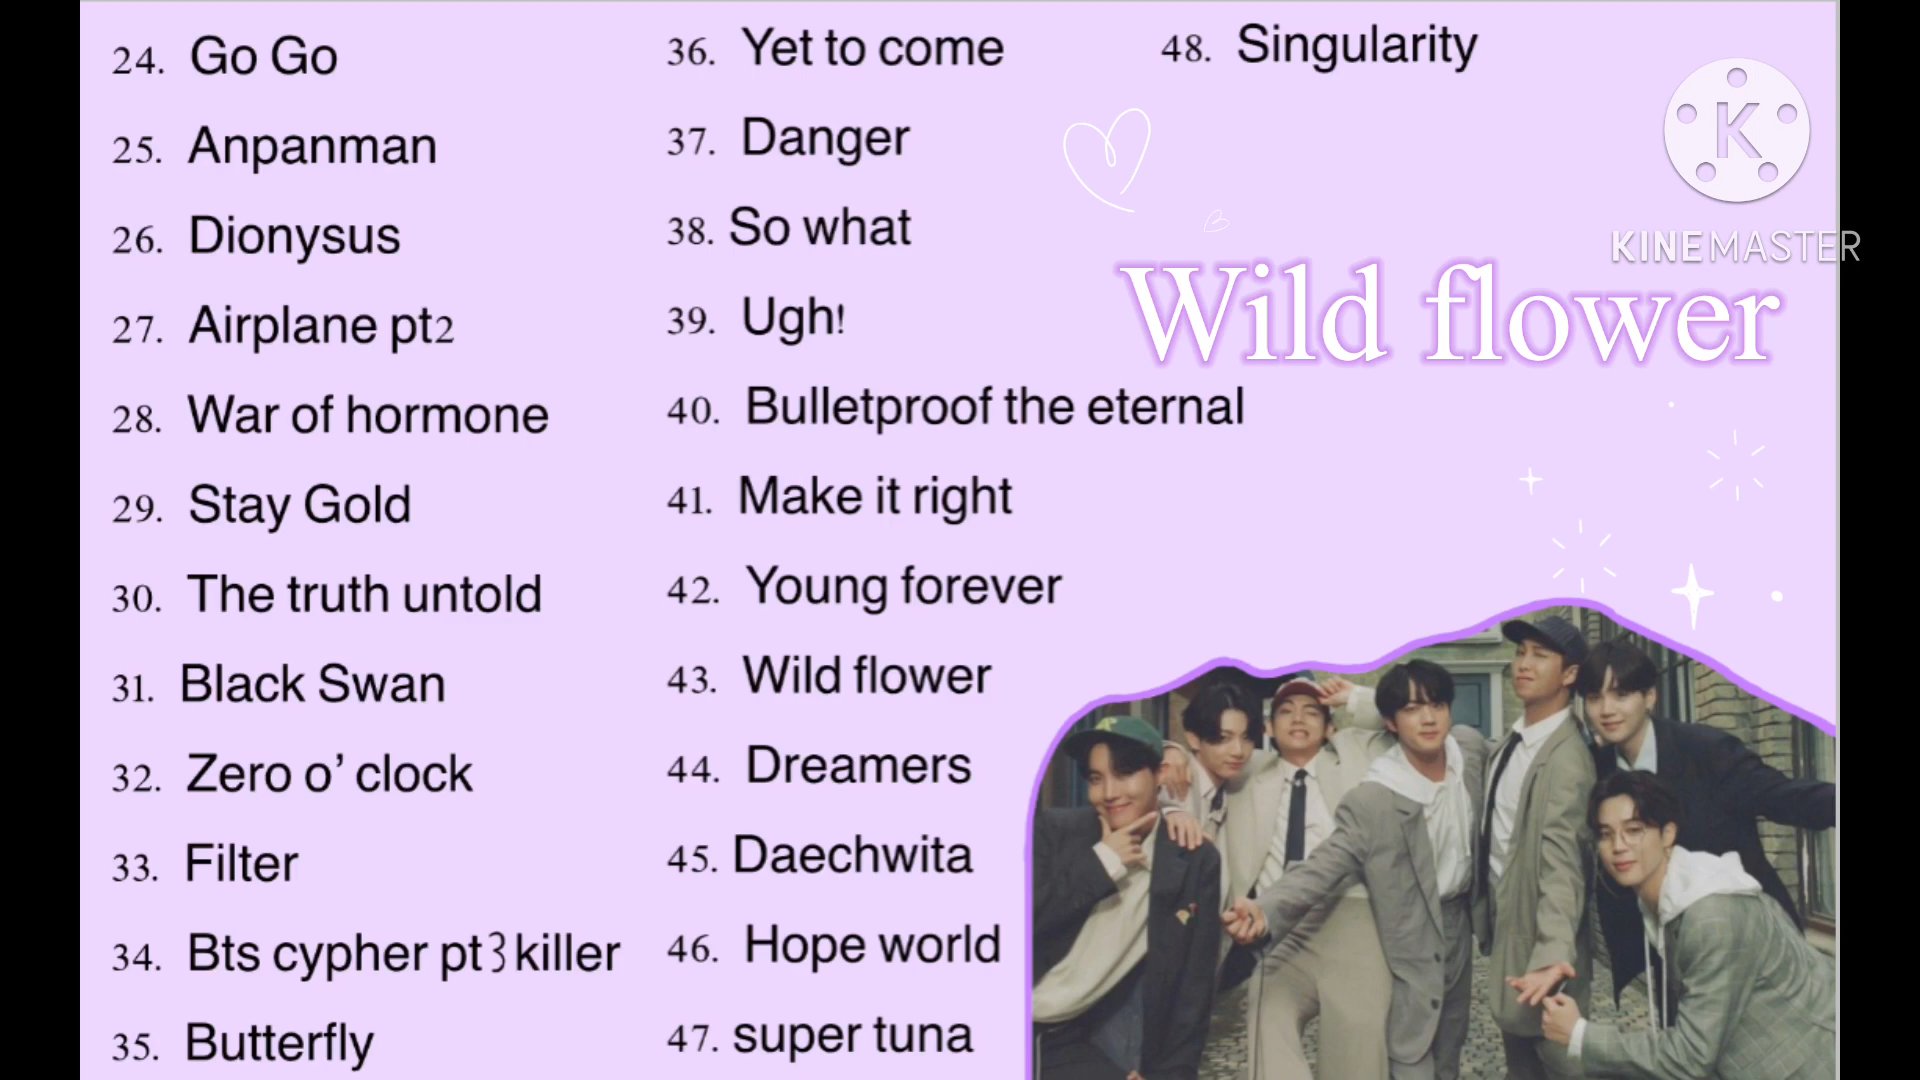 24. Go Go
25. Anpanman
26. Dionysus
27. Airplane pt2
28. War of hormone
29. Stay Gold
30. The truth untold
31. Black Swan
32. Zero o’ clock
33. Filter
34. Bts cypher pt3 killer
35. Butterfly
36. Yet to come
37. Danger
38. So what
39. Ugh!
40. Bulletproof the eternal
41. Make it right
42. Young forever
43. Wild flower
44. Dreamers
45. Daechwita
46. Hope world
47. super tuna
48. Singularity
K
KINEMASTER
Wild flower